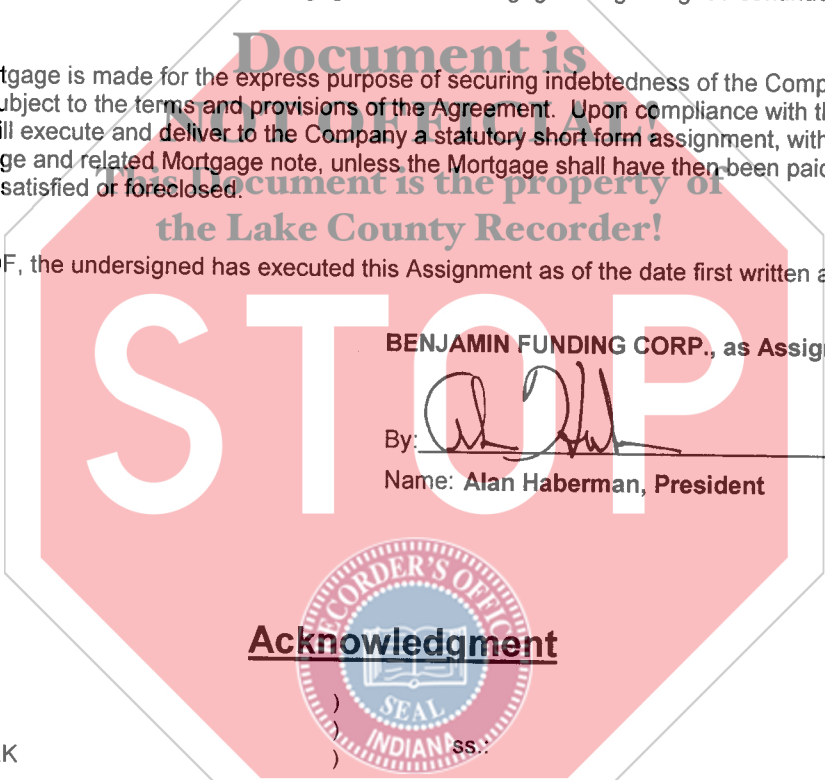 Document is
tgage is made for the express purpose of securing indebtedness of the Comp
ubject to the terms and provisions of the Agreement. Upon compliance with th
NOT OFFICIAL!
ill execute and deliver to the Company a statutory short form assignment, with
ge and related Mortgage note, unless the Mortgage shall have then been paid
This Document is the property of
satisfied or foreclosed.
the Lake County Recorder!
OF, the undersigned has executed this Assignment as of the date first written a
STOP
BENJAMIN FUNDING CORP., as Assign
By:
Name: Alan Haberman, President
RECORDER'S OFFICE
Acknowledgment
)
SEAL
)
INDIANA ss.:
K
)